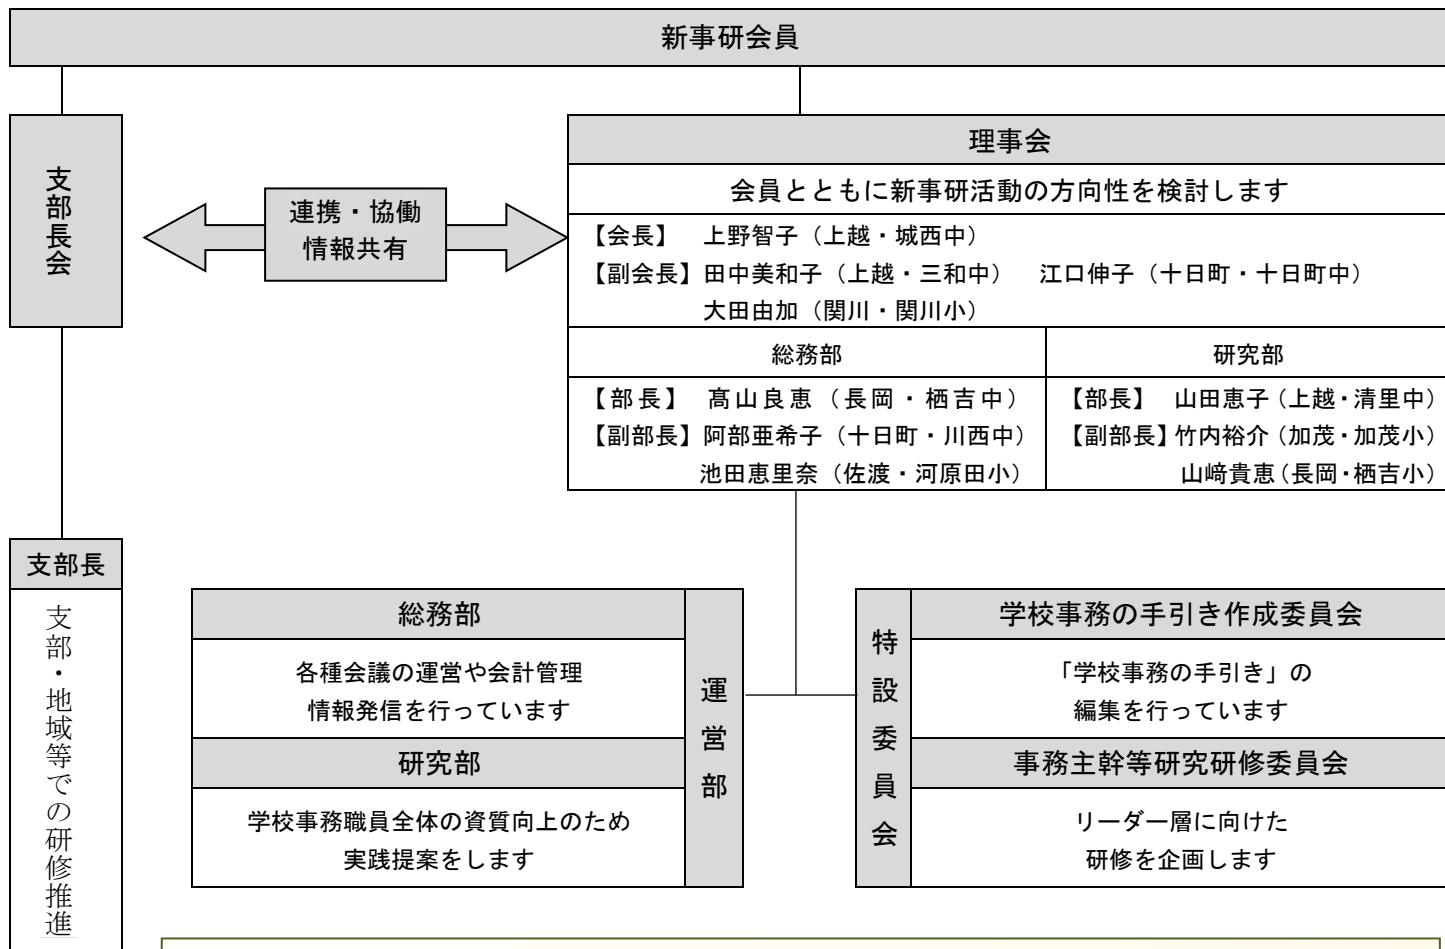 新事研会員
支部長会
連携・協働
情報共有
理事会
会員とともに新事研活動の方向性を検討します
【会長】 上野智子（上越・城西中）
【副会長】田中美和子（上越・三和中） 江口伸子（十日町・十日町中）
大田由加（関川・関川小）
総務部
【部長】 髙山良恵（長岡・栖吉中）
【副部長】阿部亜希子（十日町・川西中）
池田恵里奈（佐渡・河原田小）
研究部
【部長】 山田恵子（上越・清里中）
【副部長】竹内裕介（加茂・加茂小）
山﨑貴恵（長岡・栖吉小）
支部長
支部・地域等での研修推進
総務部
各種会議の運営や会計管理
情報発信を行っています
研究部
学校事務職員全体の資質向上のため
実践提案をします
運営部
特設委員会
学校事務の手引き作成委員会
「学校事務の手引き」の
編集を行っています
事務主幹等研究研修委員会
リーダー層に向けた
研修を企画します